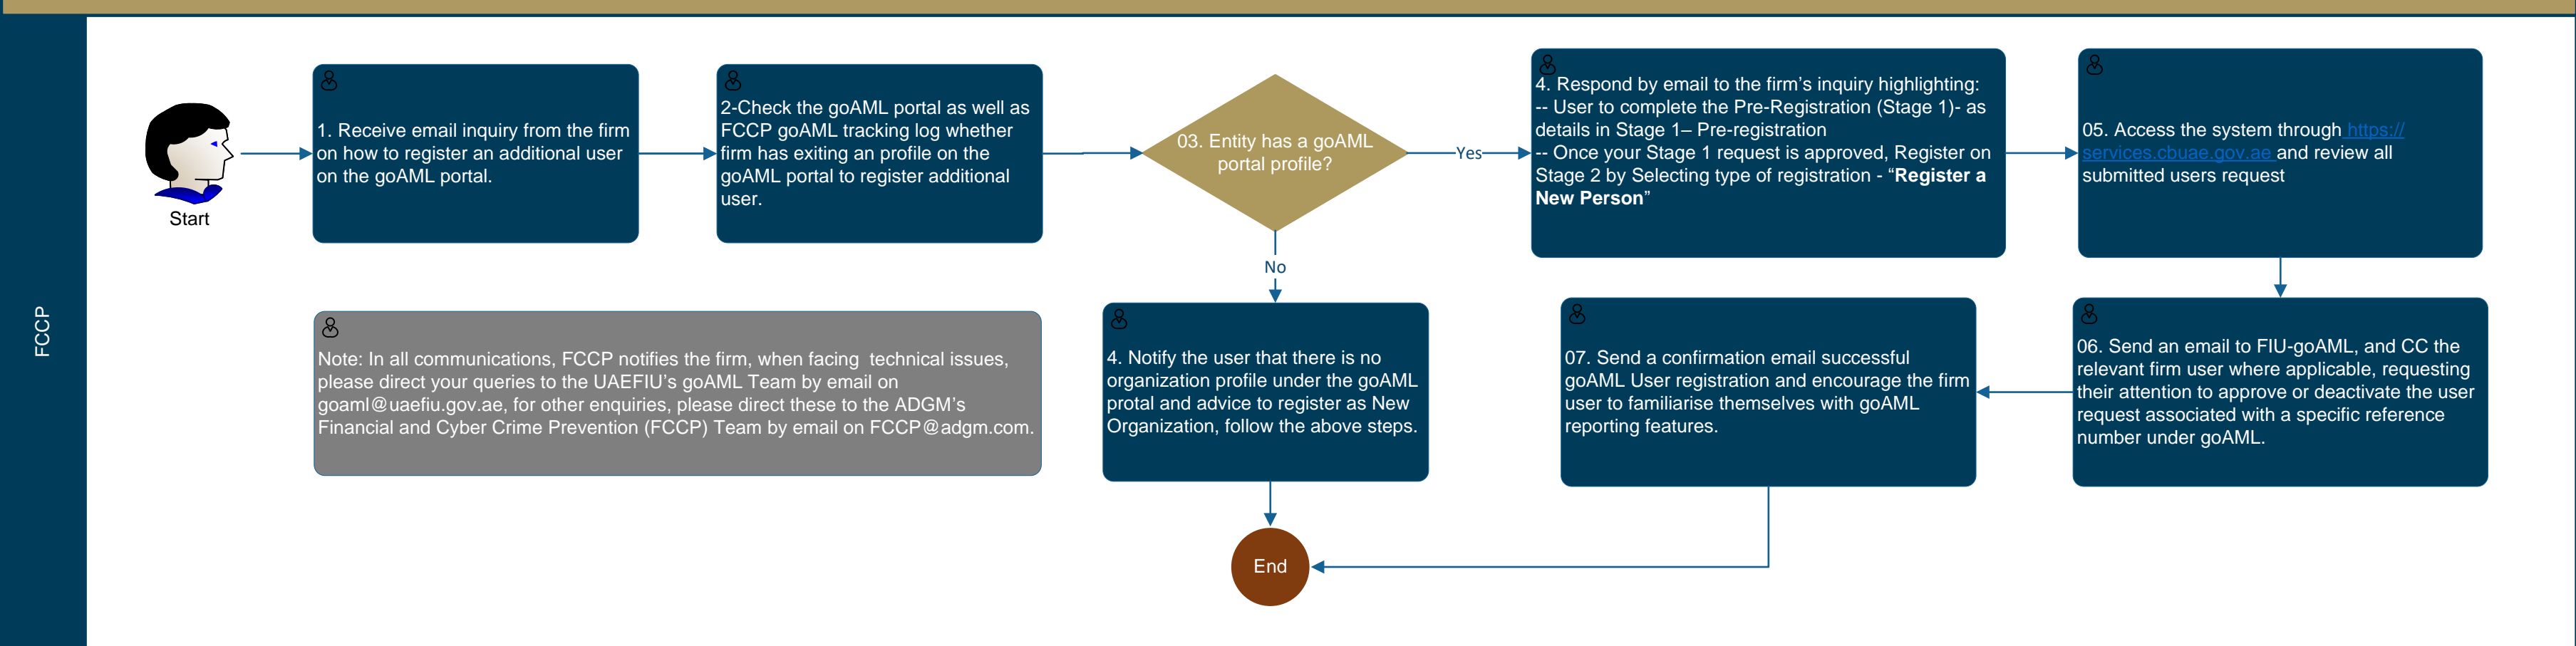 FCCP
Start
1. Receive email inquiry from the firm
on how to register an additional user
on the goAML portal.
2-Check the goAML portal as well as
FCCP goAML tracking log whether
firm has exiting an profile on the
goAML portal to register additional
user.
03. Entity has a goAML
portal profile?
Yes
No
4. Respond by email to the firm's inquiry highlighting:
-- User to complete the Pre-Registration (Stage 1)- as
details in Stage 1– Pre-registration
-- Once your Stage 1 request is approved, Register on
Stage 2 by Selecting type of registration - “Register a
New Person”
05. Access the system through https://
services.cbuae.gov.ae and review all
submitted users request
Note: In all communications, FCCP notifies the firm, when facing  technical issues,
please direct your queries to the UAEFIU's goAML Team by email on
goaml@uaefiu.gov.ae, for other enquiries, please direct these to the ADGM's
Financial and Cyber Crime Prevention (FCCP) Team by email on FCCP@adgm.com.
4. Notify the user that there is no
organization profile under the goAML
protal and advice to register as New
Organization, follow the above steps.
07. Send a confirmation email successful
goAML User registration and encourage the firm
user to familiarise themselves with goAML
reporting features.
06. Send an email to FIU-goAML, and CC the
relevant firm user where applicable, requesting
their attention to approve or deactivate the user
request associated with a specific reference
number under goAML.
End